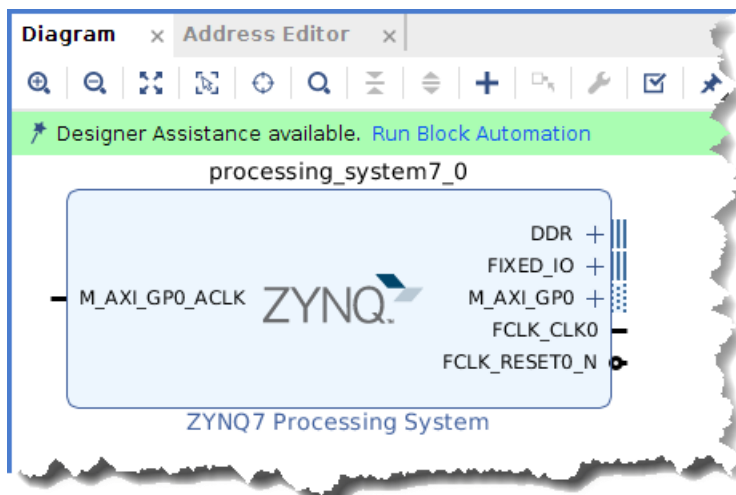 Diagram × Address Editor ×
Designer Assistance available. Run Block Automation
processing_system7_0
DDR
FIXED_IO
M_AXI_GP0_ACLK ZYNQ. M_AXI_GP0
FCLK_CLK0
FCLK_RESET0_N
ZYNQ7 Processing System